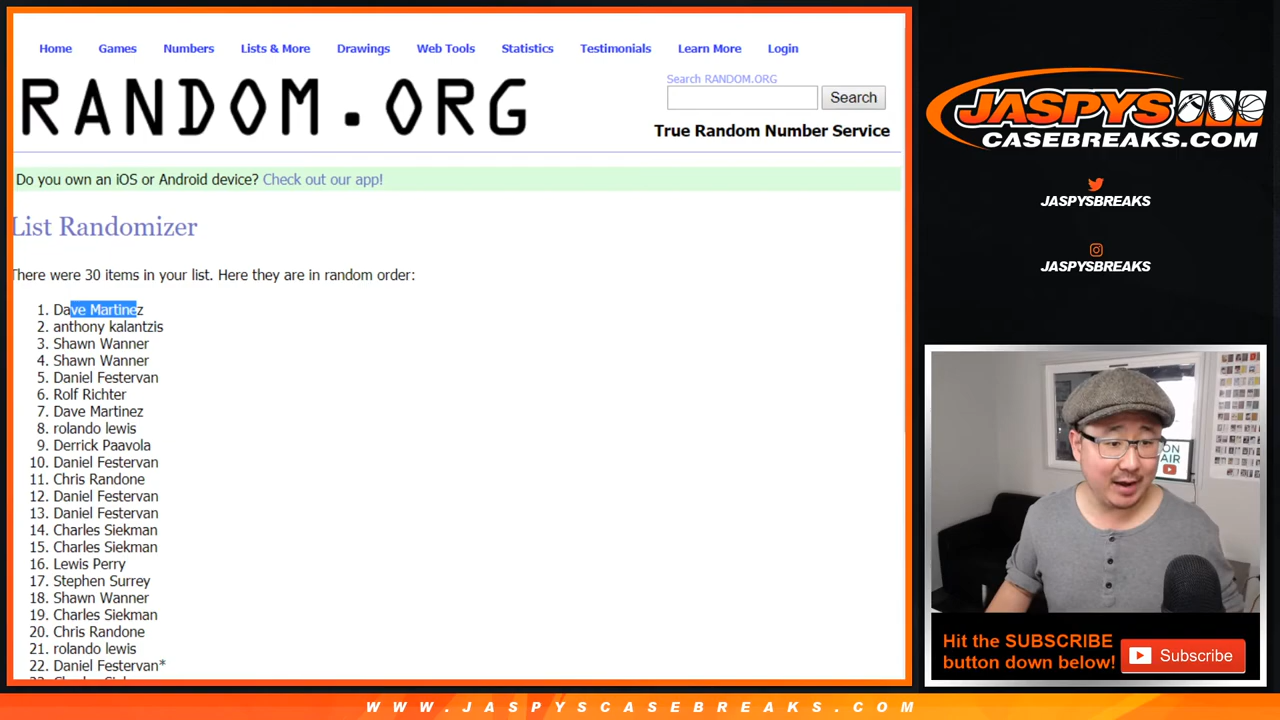 Home Games Numbers Lists & More Drawings Web Tools Statistics Testimonials Learn More Login
RANDOM.ORG
Search RANDOM.ORG
Search
True Random Number Service
Do you own an iOS or Android device? Check out our app!
List Randomizer
There were 30 items in your list. Here they are in random order:
1. Dave Martinez
2. anthony kalantzis
3. Shawn Wanner
4. Shawn Wanner
5. Daniel Festervan
6. Rolf Richter
7. Dave Martinez
8. rolando lewis
9. Derrick Paavola
10. Daniel Festervan
11. Chris Randone
12. Daniel Festervan
13. Daniel Festervan
14. Charles Siekman
15. Charles Siekman
16. Lewis Perry
17. Stephen Surrey
18. Shawn Wanner
19. Charles Siekman
20. Chris Randone
21. rolando lewis
22. Daniel Festervan*
JASPYS
CASEBREAKS.COM
JASPYSBREAKS
JASPYSBREAKS
ON
AIR
Hit the SUBSCRIBE
button down below!
Subscribe
WWW.JASPYSCASEBREAKS.COM